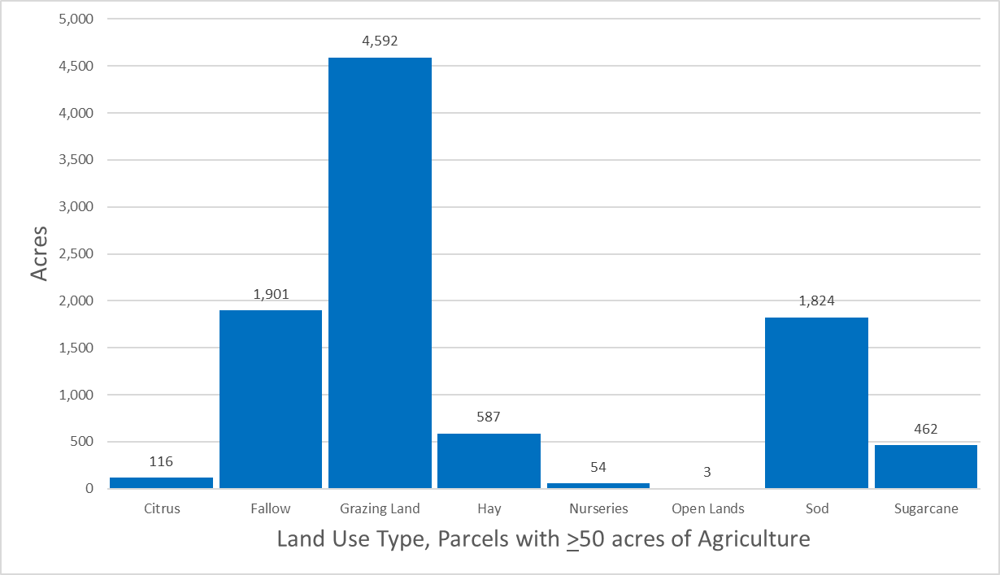 5,000
4,500
4,000
3,500
3,000
2,500
2,000
1,500
1,000
500
0
Acres
116
1,901
4,592
587
54
3
1,824
462
Citrus
Fallow
Grazing Land
Hay
Nurseries
Open Lands
Sod
Sugarcane
Land Use Type, Parcels with >50 acres of Agriculture